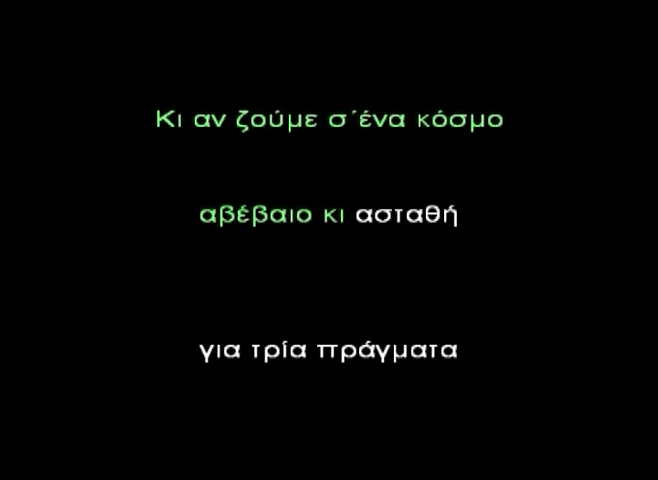 Κι αν ζούμε σ΄ένα κόσμο
αβέβαιο κι ασταθή
για τρία πράγματα